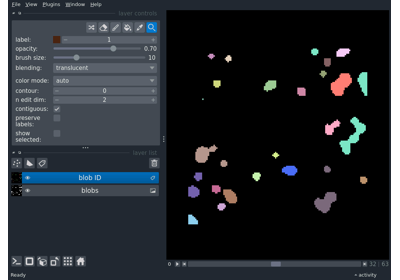 File View Plugins Window Help
layer controls
label: 1
opacity: 0.70
brush size: 10
blending: translucent
color mode: auto
contour: 0
n edit dim: 2
contiguous:
preserve
labels:
show
selected:
layer list
blob ID
blobs
Ready
32 63
activity